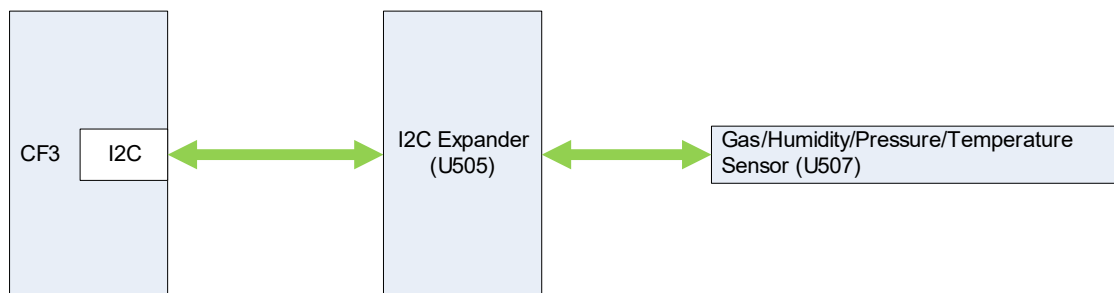 CF3
I2C
I2C Expander
(U505)
Gas/Humidity/Pressure/Temperature
Sensor (U507)